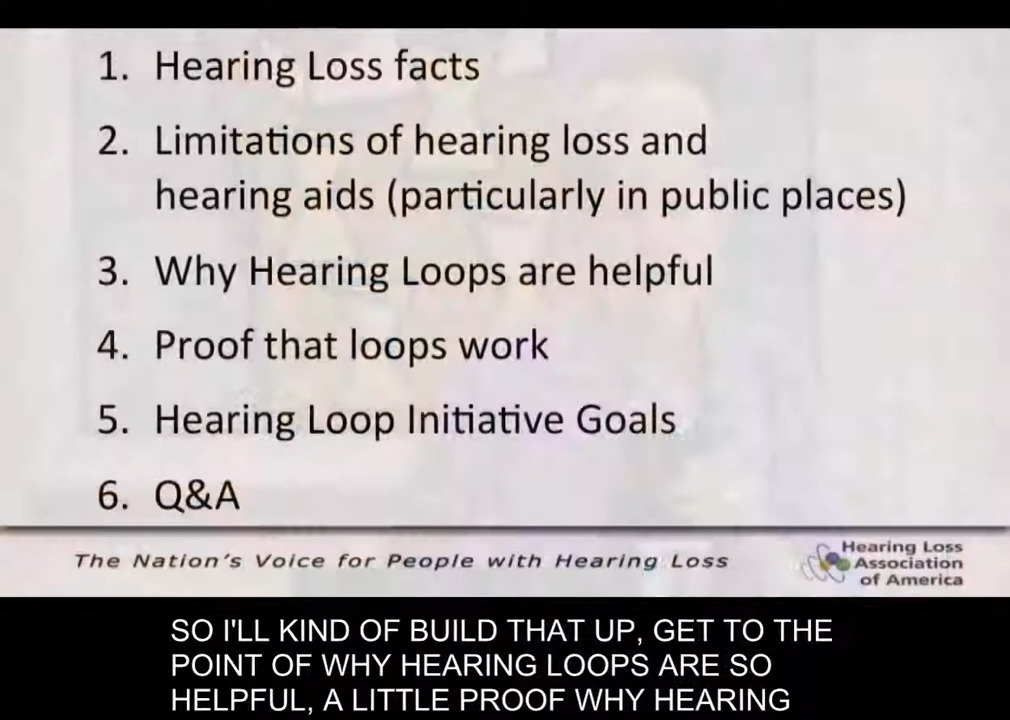 1. Hearing Loss facts
2. Limitations of hearing loss and
hearing aids (particularly in public places)
3. Why Hearing Loops are helpful
4. Proof that loops work
5. Hearing Loop Initiative Goals
6. Q&A
The Nation's Voice for People with Hearing Loss
Hearing Loss
Association
of America
SO I'LL KIND OF BUILD THAT UP, GET TO THE
POINT OF WHY HEARING LOOPS ARE SO
HELPFUL, A LITTLE PROOF WHY HEARING